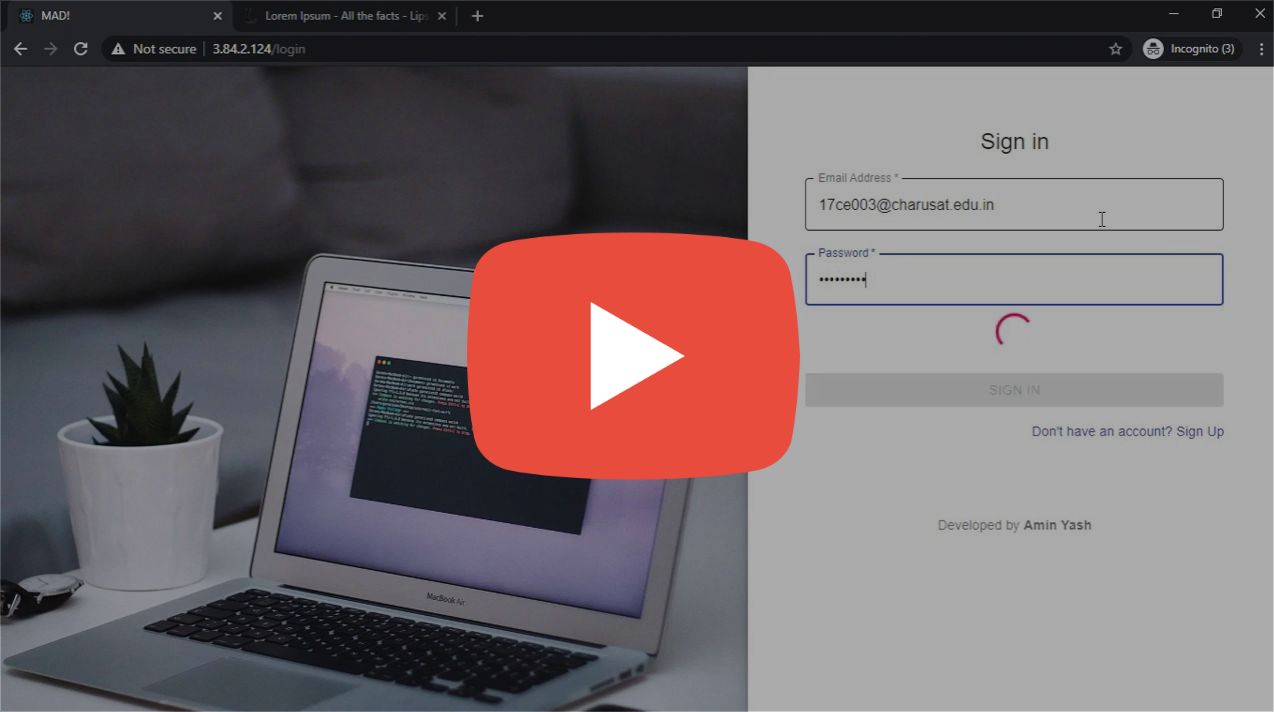 MAD!
Lorem Ipsum - All the facts - Lips
Not secure
3.84.2.124/login
Incognito (3)
Sign in
Email Address *
17ce003@charusat.edu.in
Password *
SIGN IN
Don't have an account? Sign Up
Developed by Amin Yash
MacBook Air